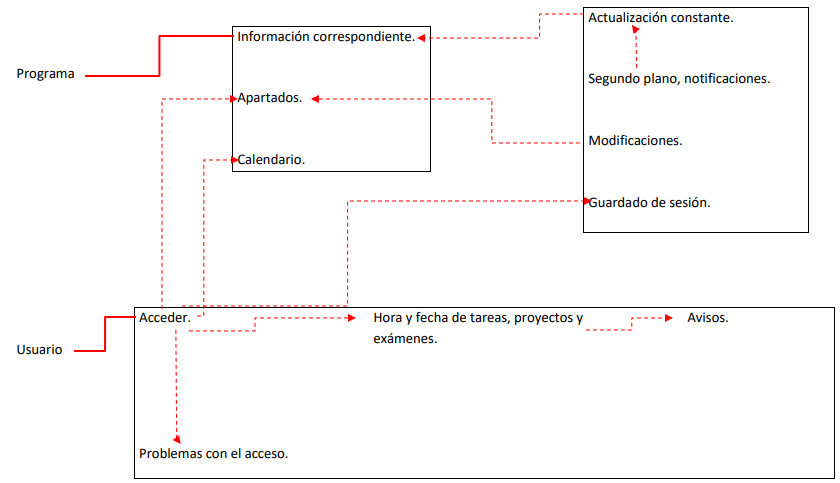 Actualización constante.
Información correspondiente.
Programa
Segundo plano, notificaciones.
Apartados.
Modificaciones.
Calendario.
Guardado de sesión.
Acceder.
Hora y fecha de tareas, proyectos y
exámenes.
Avisos.
Usuario
Problemas con el acceso.